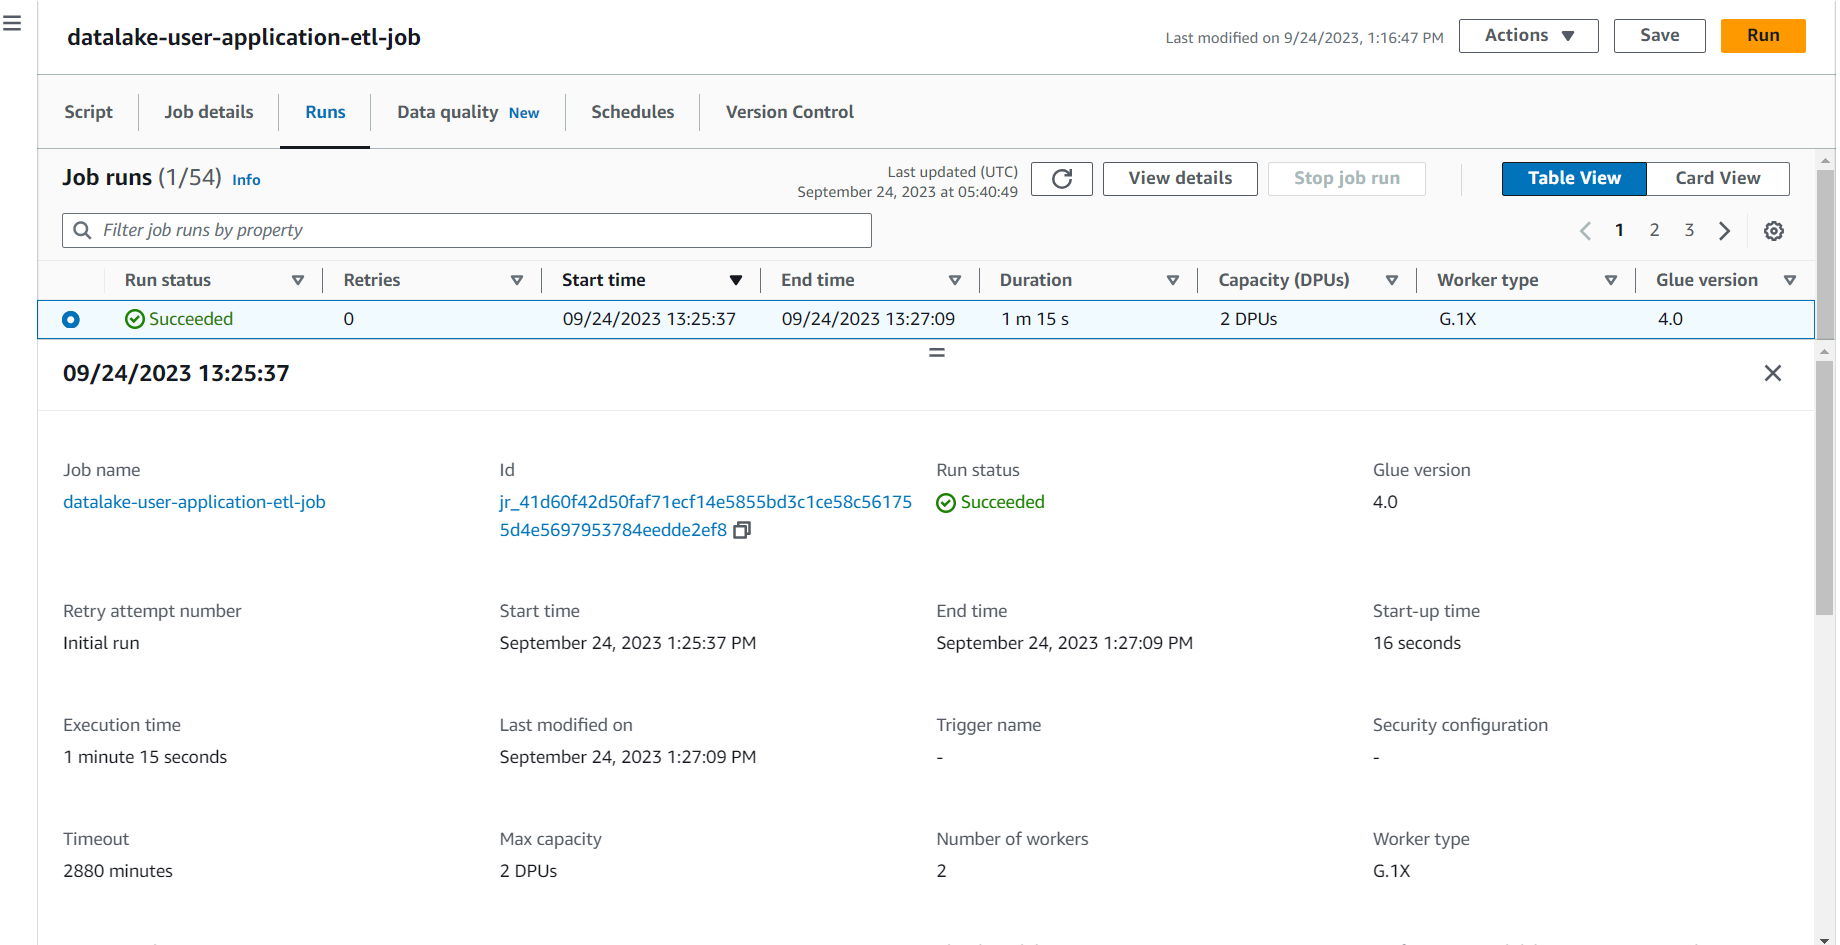 datalake-user-application-etl-job
Last modified on 9/24/2023, 1:16:47 PM
Actions
Save
Run
Script
Job details
Runs
Data quality New
Schedules
Version Control
Job runs (1/54) Info
Last updated (UTC)
September 24, 2023 at 05:40:49
View details
Stop job run
Table View
Card View
Filter job runs by property
1 2 3
Run status Retries Start time End time Duration Capacity (DPUs) Worker type Glue version
Succeeded 0 09/24/2023 13:25:37 09/24/2023 13:27:09 1 m 15 s 2 DPUs G.1X 4.0
09/24/2023 13:25:37
Job name Id Run status Glue version
datalake-user-application-etl-job jr_41d60f42d50faf71ecf14e5855bd3c1ce58c56175 Succeeded 4.0
5d4e5697953784eedde2ef8
Retry attempt number Start time End time Start-up time
Initial run September 24, 2023 1:25:37 PM September 24, 2023 1:27:09 PM 16 seconds
Execution time Last modified on Trigger name Security configuration
1 minute 15 seconds September 24, 2023 1:27:09 PM - -
Timeout Max capacity Number of workers Worker type
2880 minutes 2 DPUs 2 G.1X